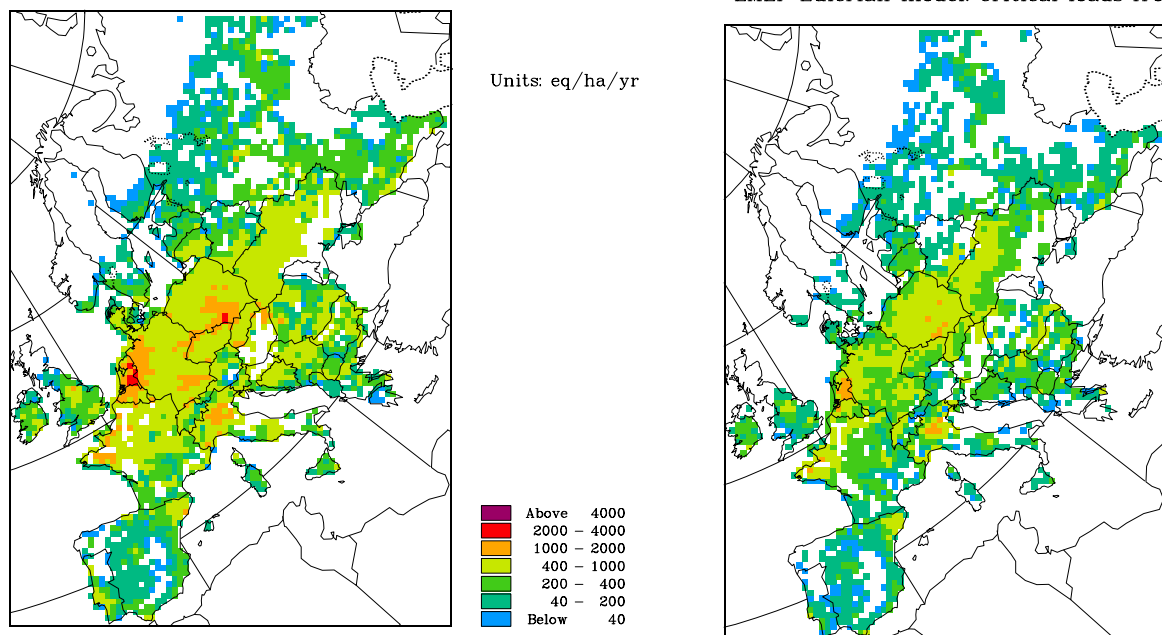 EMEP Eulerian model: critical loads
Units: eq/ha/yr
Above 4000
2000 – 4000
1000 – 2000
400 – 1000
200 – 400
40 – 200
Below 40